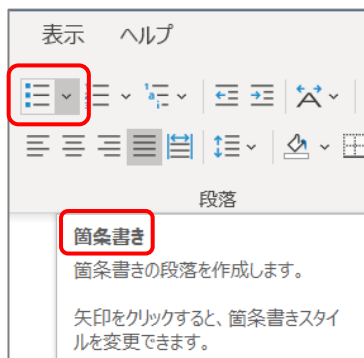 表示 ヘルプ
段落
箇条書き
箇条書きの段落を作成します。
矢印をクリックすると、箇条書きスタイ
ルを変更できます。